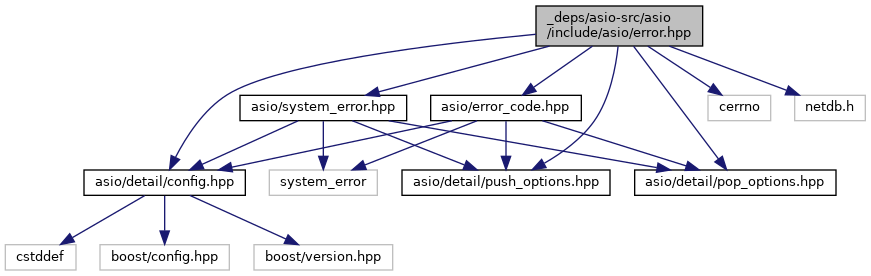 _deps/asio-src/asio
/include/asio/error.hpp
asio/system_error.hpp
asio/error_code.hpp
cerrno
netdb.h
asio/detail/config.hpp
system_error
asio/detail/push_options.hpp
asio/detail/pop_options.hpp
cstddef
boost/config.hpp
boost/version.hpp